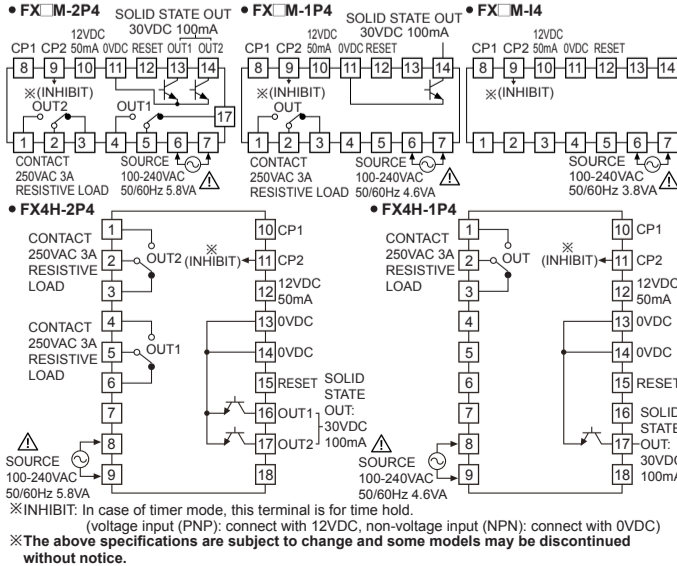 • FX□M-2P4
SOLID STATE OUT
30VDC 100mA
12VDC
CP1 CP2 50mA 0VDC RESET OUT1 OUT2
8 9 10 11 12 13 14
※(INHIBIT)
OUT2 OUT1
17
1 2 3 4 5 6 7
CONTACT
250VAC 3A
RESISTIVE LOAD
SOURCE
100-240VAC
50/60Hz 5.8VA
• FX□M-1P4
SOLID STATE OUT
30VDC 100mA
12VDC
CP1 CP2 50mA 0VDC RESET
8 9 10 11 12 13 14
※(INHIBIT)
OUT
1 2 3 4 5 6 7
CONTACT
250VAC 3A
RESISTIVE LOAD
SOURCE
100-240VAC
50/60Hz 4.6VA
• FX□M-I4
12VDC
CP1 CP2 50mA 0VDC RESET
8 9 10 11 12 13 14
※(INHIBIT)
1 2 3 4 5 6 7
SOURCE
100-240VAC
50/60Hz 3.8VA
• FX4H-2P4
CONTACT
250VAC 3A
RESISTIVE
LOAD
1
2
3
OUT2
CONTACT
250VAC 3A
RESISTIVE
LOAD
4
5
6
OUT1
7
8
9
SOURCE
100-240VAC
50/60Hz 5.8VA
10 CP1
※
(INHIBIT) 11 CP2
12 12VDC
50mA
13 0VDC
14 0VDC
15 RESET
16 OUT1
17 OUT2
SOLID
STATE
OUT:
30VDC
100mA
18
• FX4H-1P4
CONTACT
250VAC 3A
RESISTIVE
LOAD
1
2
3
OUT
4
5
6
7
8
9
SOURCE
100-240VAC
50/60Hz 4.6VA
10 CP1
※
(INHIBIT) 11 CP2
12 12VDC
50mA
13 0VDC
14 0VDC
15 RESET
16
17
18
SOLID
STATE
OUT:
30VDC
100mA
※INHIBIT: In case of timer mode, this terminal is for time hold.
(voltage input (PNP): connect with 12VDC, non-voltage input (NPN): connect with 0VDC)
※The above specifications are subject to change and some models may be discontinued
without notice.